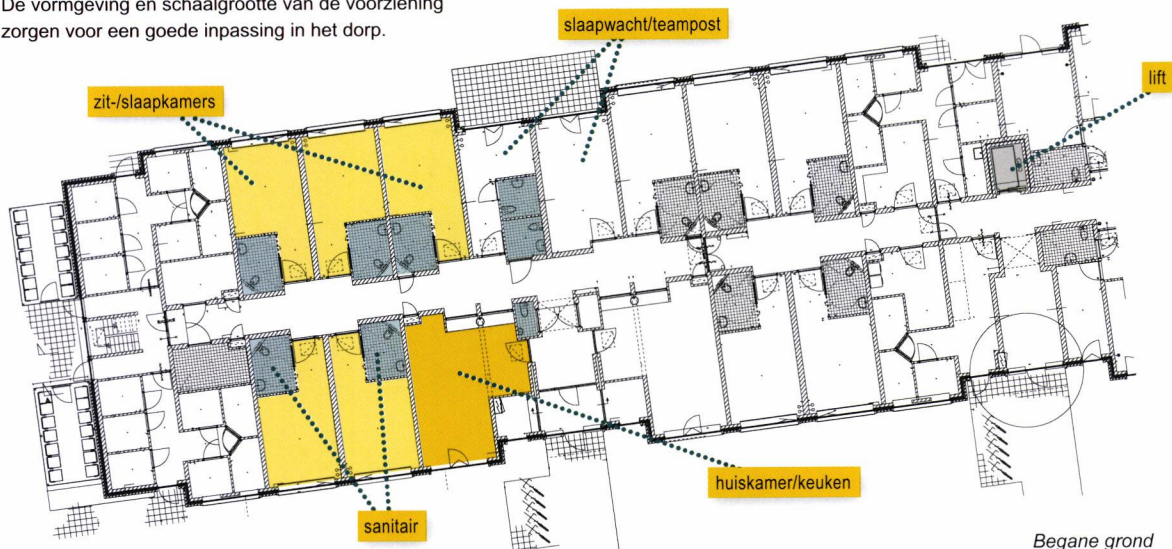 De vormgeving en schaalgrootte van de voorziening
zorgen voor een goede inpassing in het dorp.
slaapwacht/teampost
lift
zit-/slaapkamers
huiskamer/keuken
sanitair
Begane grond